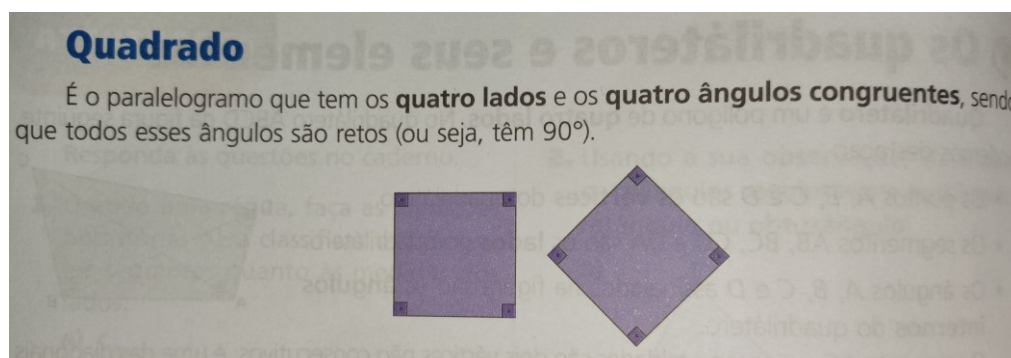 Quadrado
É o paralelogramo que tem os quatro lados e os quatro ângulos congruentes, sendo
que todos esses ângulos são retos (ou seja, têm 90°).